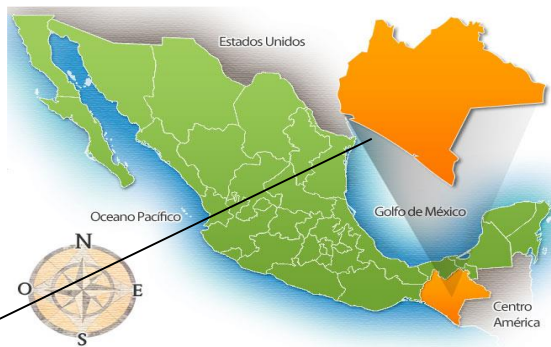 Estados Unidos
Golfo de México
Oceano Pacífico
N
O
E
S
Centro
América